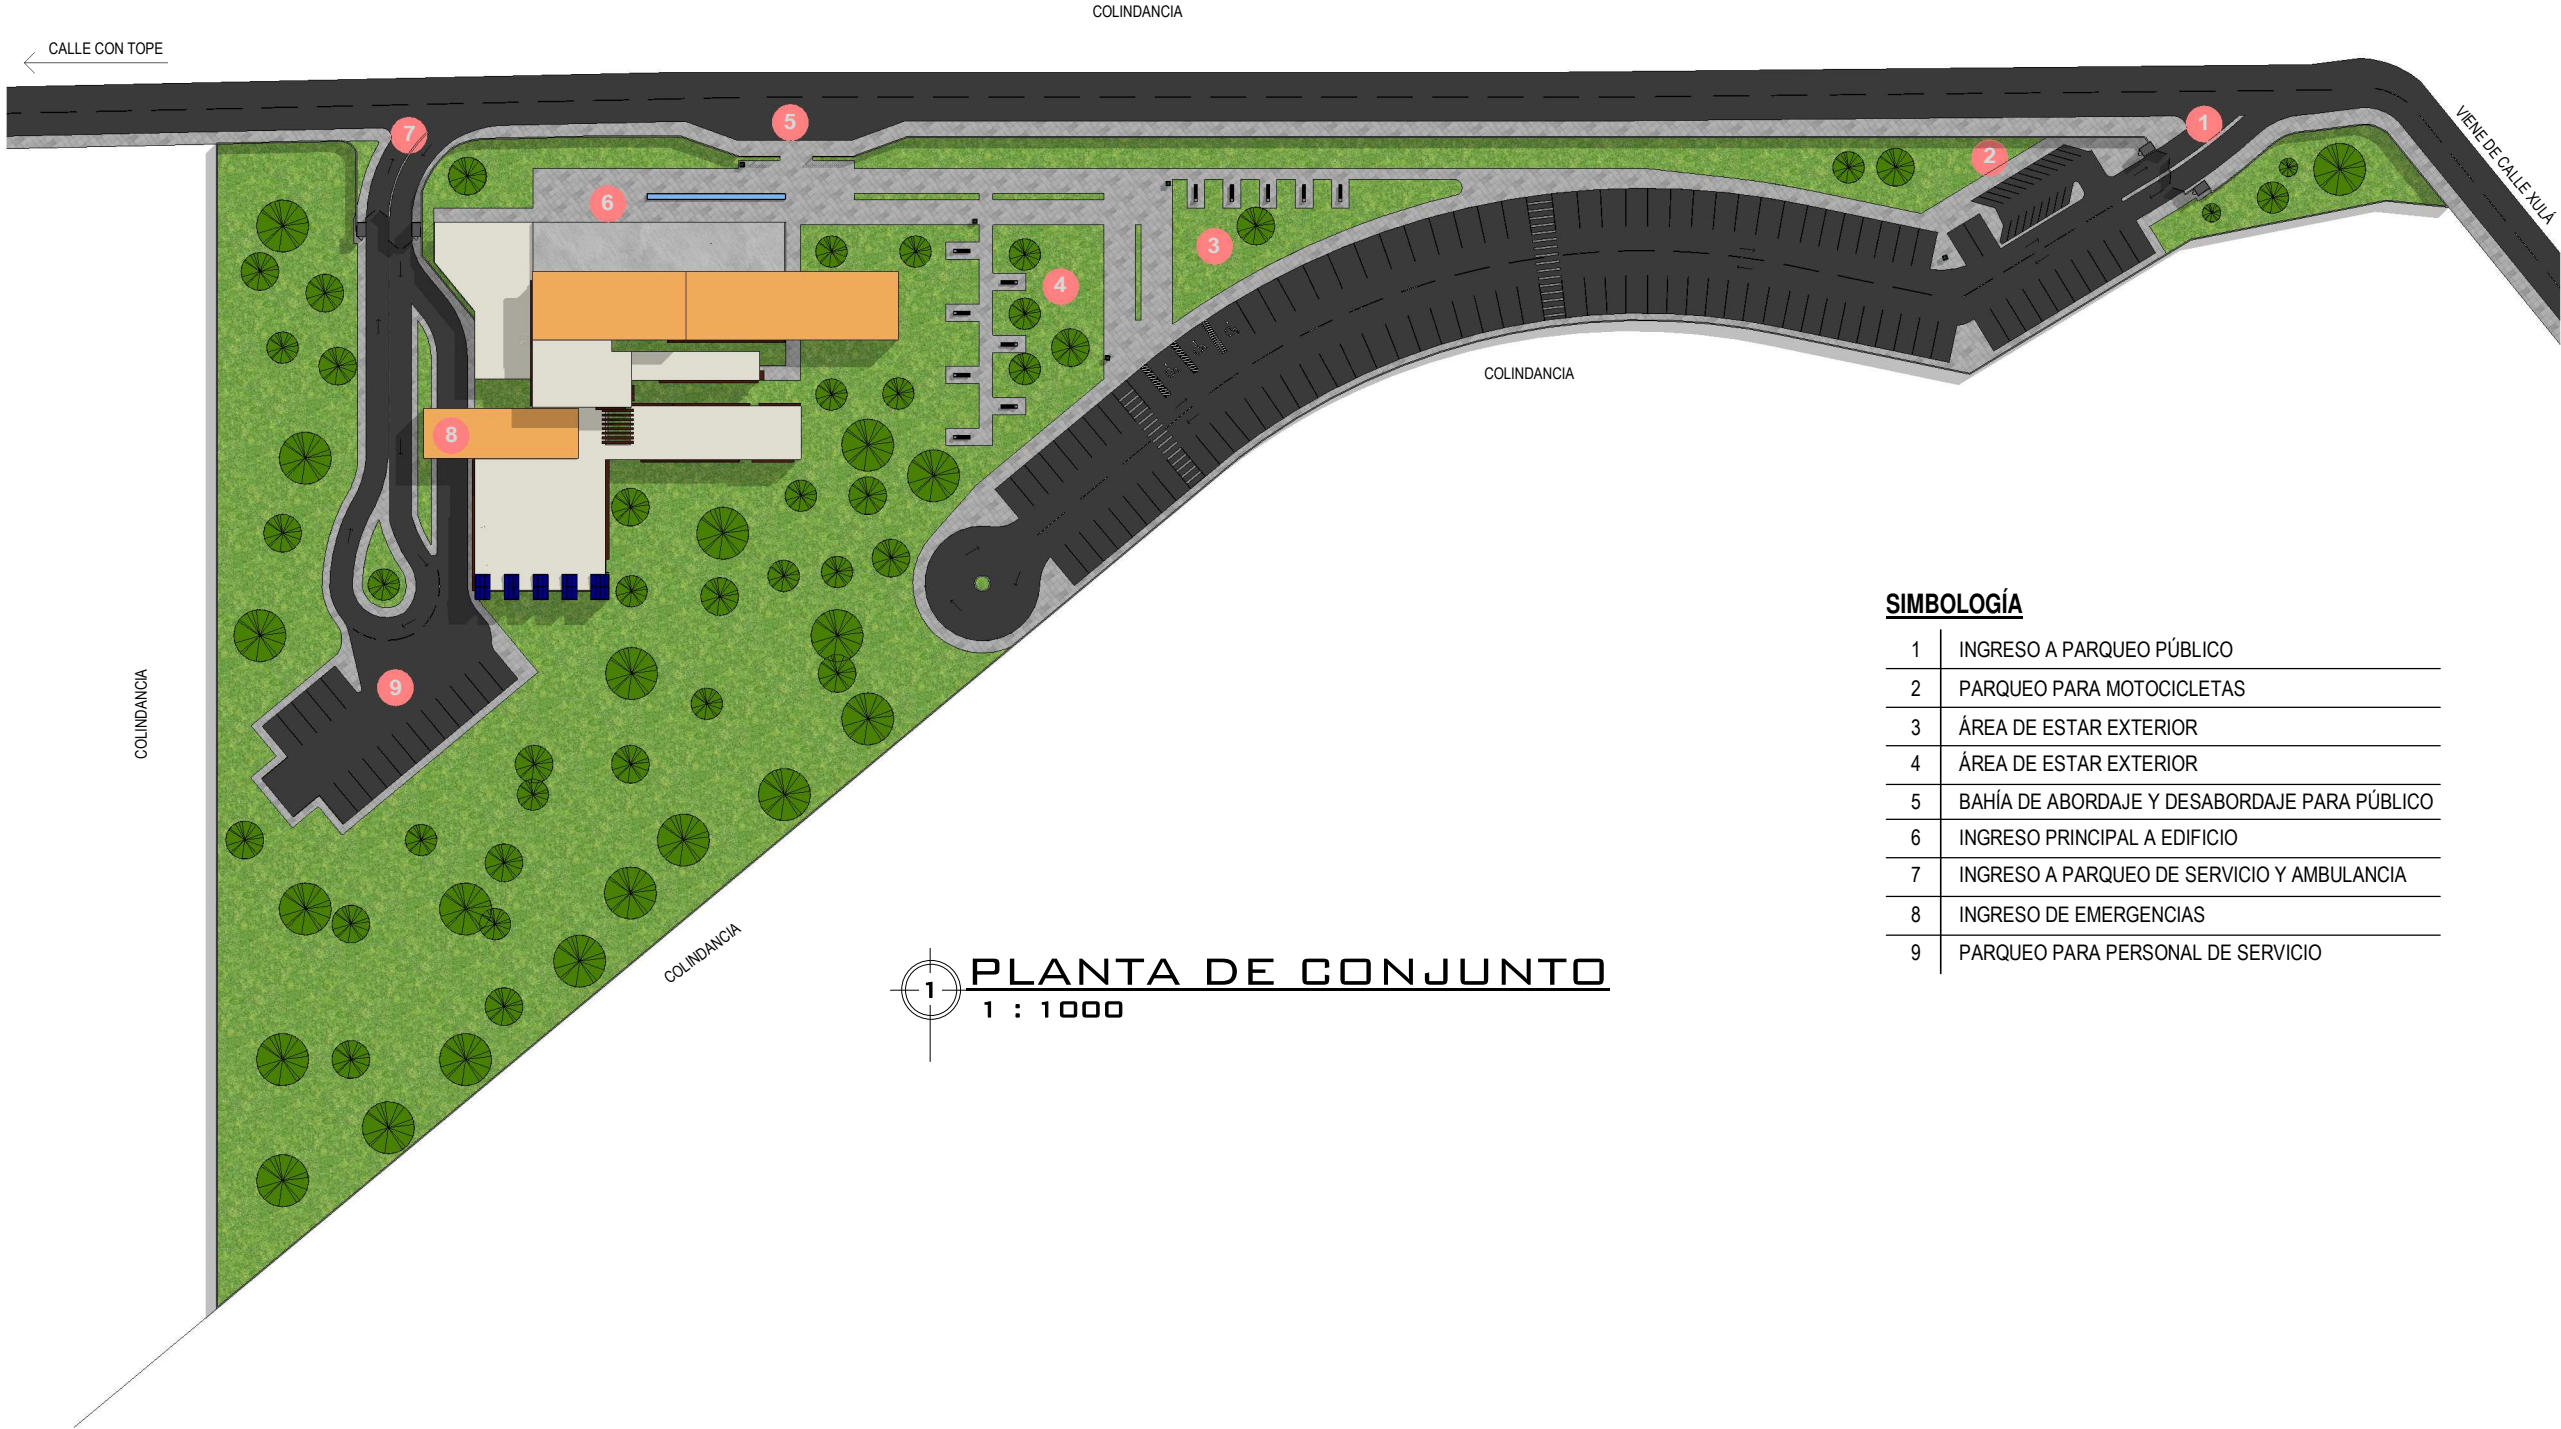 COLINDANCIA
CALLE CON TOPE
VIENE DE CALLE XULÁ
7
5
1
2
6
3
4
8
9
COLINDANCIA
COLINDANCIA
COLINDANCIA
SIMBOLOGÍA
1 INGRESO A PARQUEO PÚBLICO
2 PARQUEO PARA MOTOCICLETAS
3 ÁREA DE ESTAR EXTERIOR
4 ÁREA DE ESTAR EXTERIOR
5 BAHÍA DE ABORDAJE Y DESABORDAJE PARA PÚBLICO
6 INGRESO PRINCIPAL A EDIFICIO
7 INGRESO A PARQUEO DE SERVICIO Y AMBULANCIA
8 INGRESO DE EMERGENCIAS
9 PARQUEO PARA PERSONAL DE SERVICIO
1 PLANTA DE CONJUNTO
1 : 1000